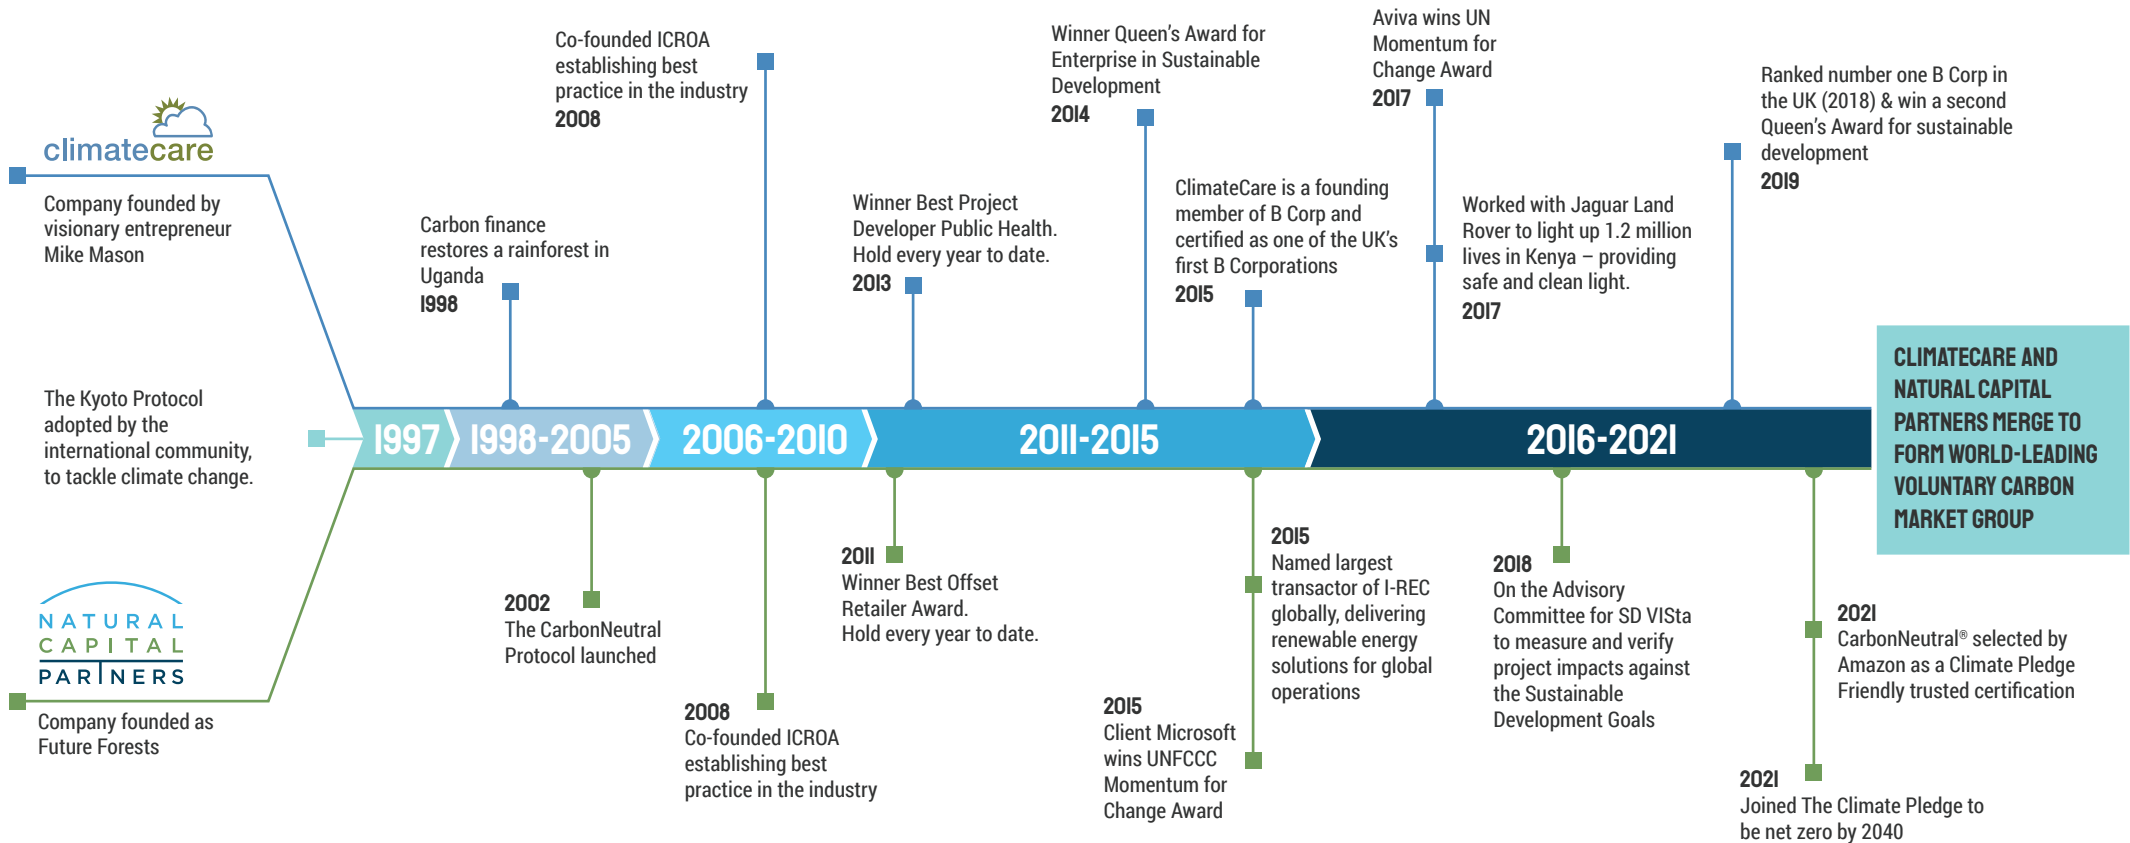 climatecare
Company founded by
visionary entrepreneur
Mike Mason
The Kyoto Protocol
adopted by the
international community,
to tackle climate change.
NATURAL
CAPITAL
PARTNERS
Company founded as
Future Forests
Carbon finance
restores a rainforest in
Uganda
1998
Co-founded ICROA
establishing best
practice in the industry
2008
Winner Best Project
Developer Public Health.
Hold every year to date.
2013
Winner Queen's Award for
Enterprise in Sustainable
Development
2014
ClimateCare is a founding
member of B Corp and
certified as one of the UK's
first B Corporations
2015
Aviva wins UN
Momentum for
Change Award
2017
Worked with Jaguar Land
Rover to light up 1.2 million
lives in Kenya – providing
safe and clean light.
2017
Ranked number one B Corp in
the UK (2018) & win a second
Queen's Award for sustainable
development
2019
1997
1998-2005
2006-2010
2011-2015
2016-2021
CLIMATECARE AND
NATURAL CAPITAL
PARTNERS MERGE TO
FORM WORLD-LEADING
VOLUNTARY CARBON
MARKET GROUP
2002
The CarbonNeutral
Protocol launched
2008
Co-founded ICROA
establishing best
practice in the industry
2011
Winner Best Offset
Retailer Award.
Hold every year to date.
2015
Client Microsoft
wins UNFCCC
Momentum for
Change Award
2015
Named largest
transactor of I-REC
globally, delivering
renewable energy
solutions for global
operations
2018
On the Advisory
Committee for SD VISta
to measure and verify
project impacts against
the Sustainable
Development Goals
2021
CarbonNeutral® selected by
Amazon as a Climate Pledge
Friendly trusted certification
2021
Joined The Climate Pledge to
be net zero by 2040